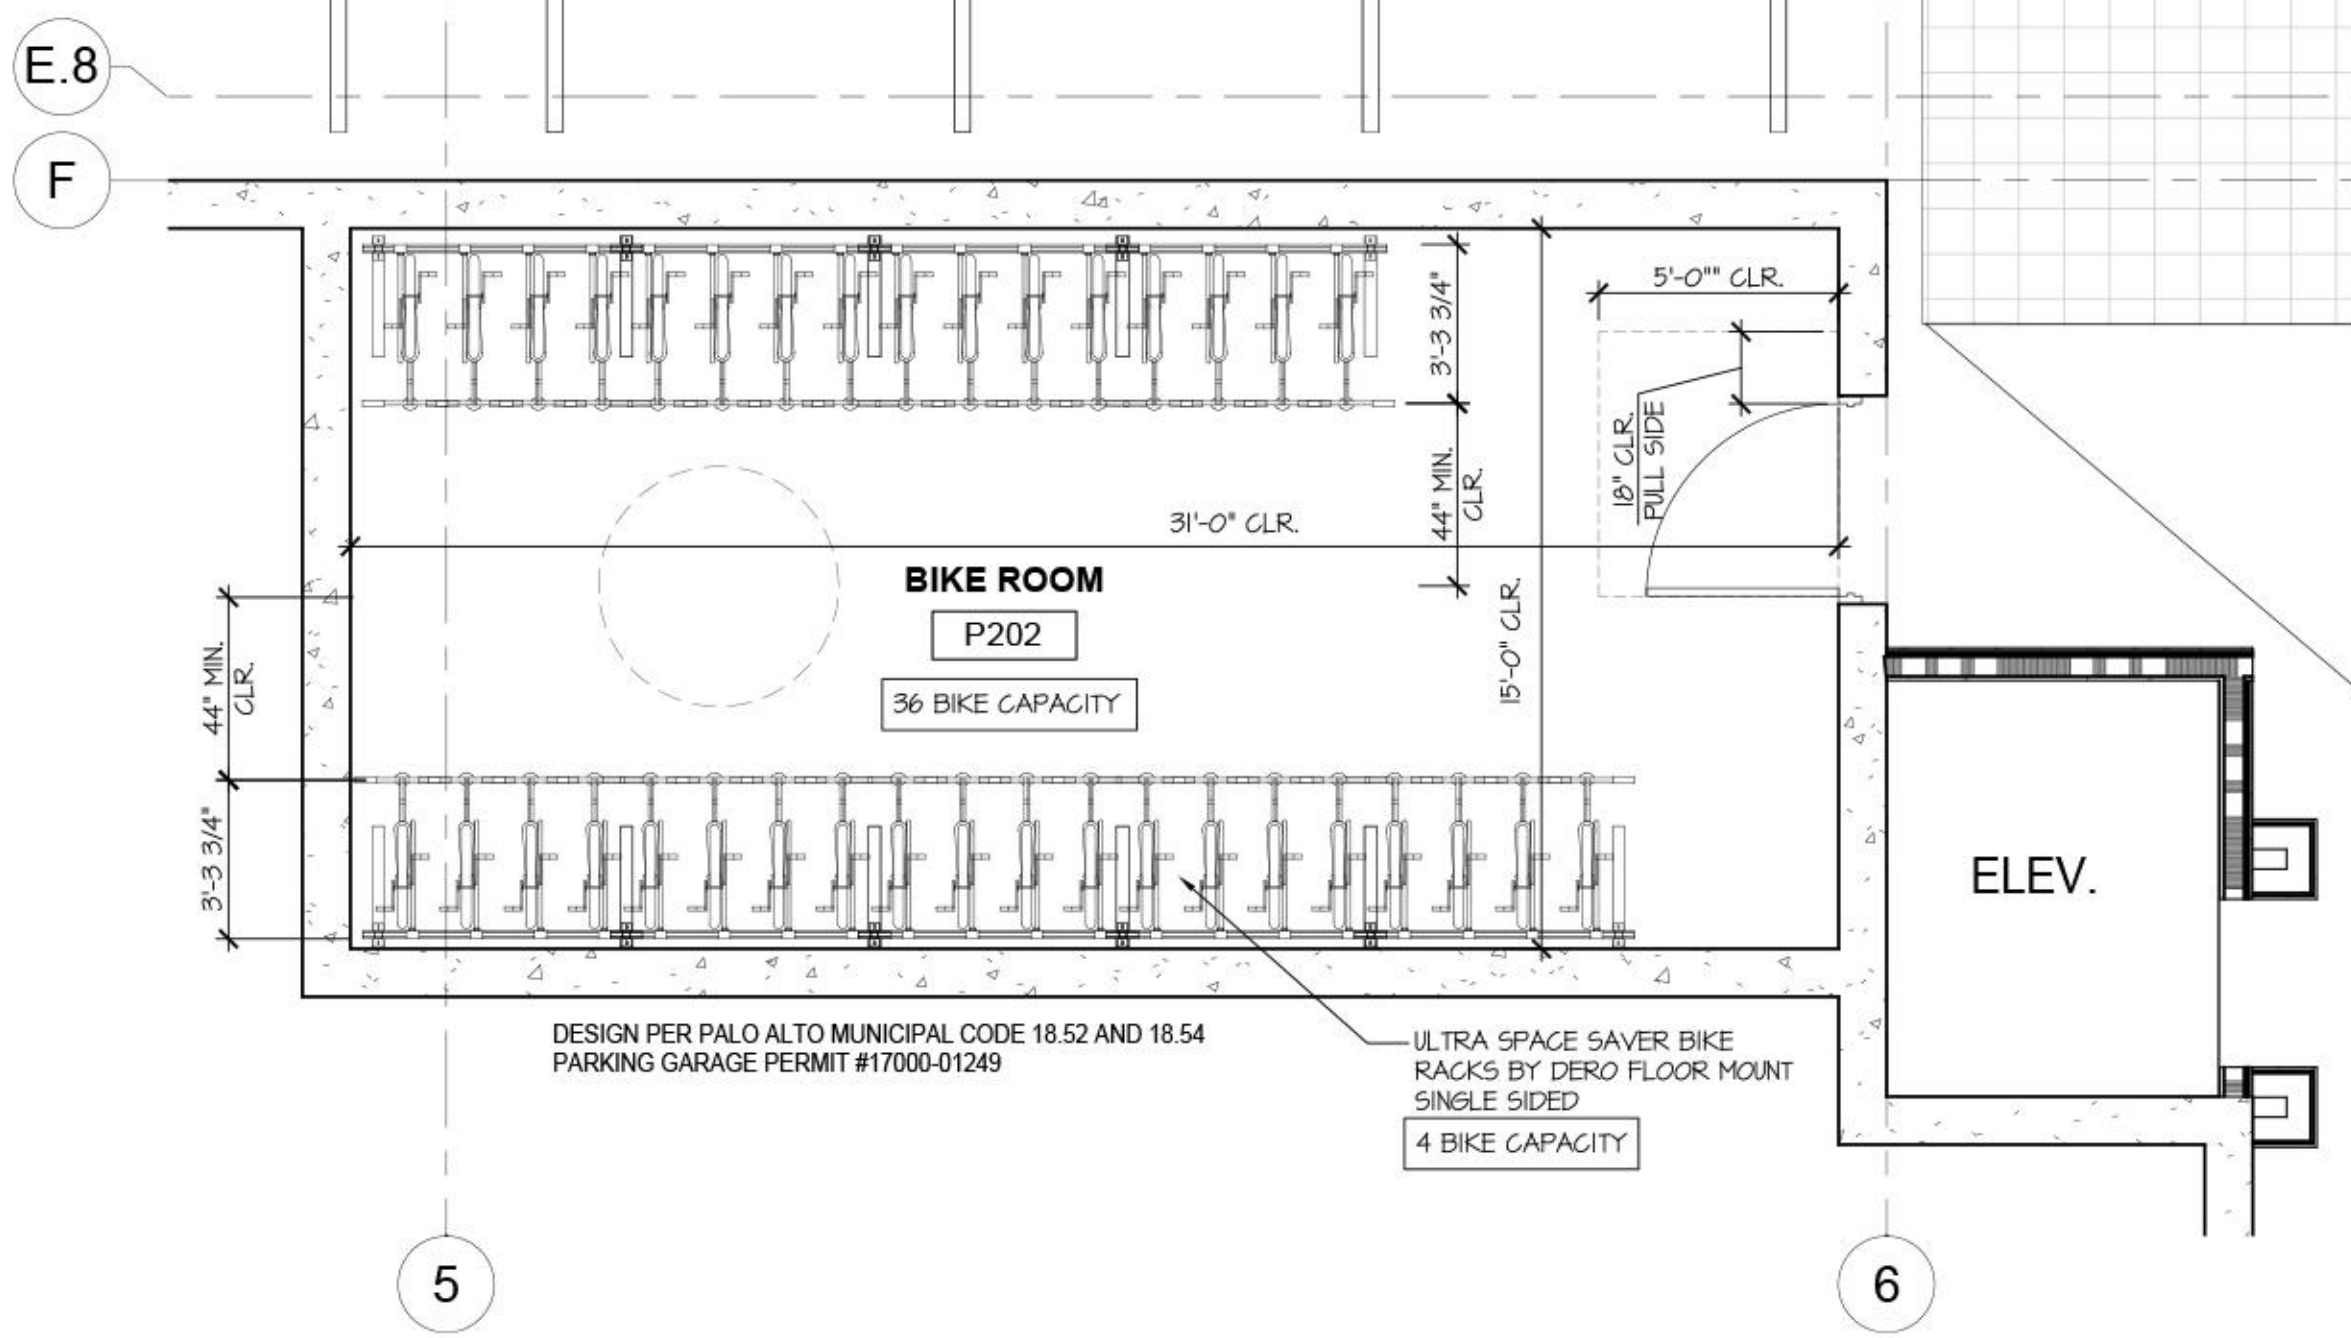 E.8
F
5'-0"" CLR.
3'-3 3/4"
18" CLR.
PULL SIDE
44" MIN.
CLR.
31'-0" CLR.
BIKE ROOM
P202
15'-0" CLR.
44" MIN.
CLR.
36 BIKE CAPACITY
3'-3 3/4"
ELEV.
DESIGN PER PALO ALTO MUNICIPAL CODE 18.52 AND 18.54
PARKING GARAGE PERMIT #17000-01249
ULTRA SPACE SAVER BIKE
RACKS BY DERO FLOOR MOUNT
SINGLE SIDED
4 BIKE CAPACITY
5
6